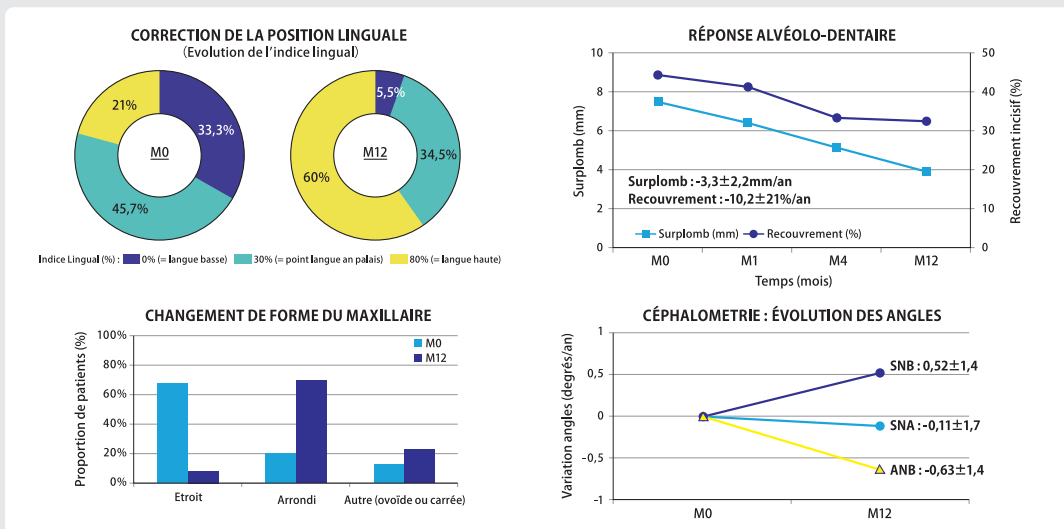 CORRECTION DE LA POSITION LINGUALE
(Evolution de l'indice lingual)
21%
33,3%
M0
45,7%
5,5%
M12
34,5%
60%
Indice Lingual (%) : 0% (= langue basse) 30% (= point langue an palais) 80% (= langue haute)
RÉPONSE ALVÉOLO-DENTAIRE
Surplomb (mm)
10
8
6
4
2
0
50
40
30
20
10
0
Recouvrement incisif (%)
Surplomb : -3,3±2,2mm/an
Recouvrement : -10,2±21%/an
Surplomb (mm) Recouvrement (%)
M0 M1 M4 M12
Temps (mois)
CHANGEMENT DE FORME DU MAXILLAIRE
Proportion de patients (%)
100%
80%
60%
40%
20%
0%
M0
M12
Etroit Arrondi Autre (ovoïde ou carrée)
CÉPHALOMETRIE : ÉVOLUTION DES ANGLES
Variation angles (degrés/an)
1
0,5
0
-0,5
-1
SNB : 0,52±1,4
SNA : -0,11±1,7
ANB : -0,63±1,4
M0 M12